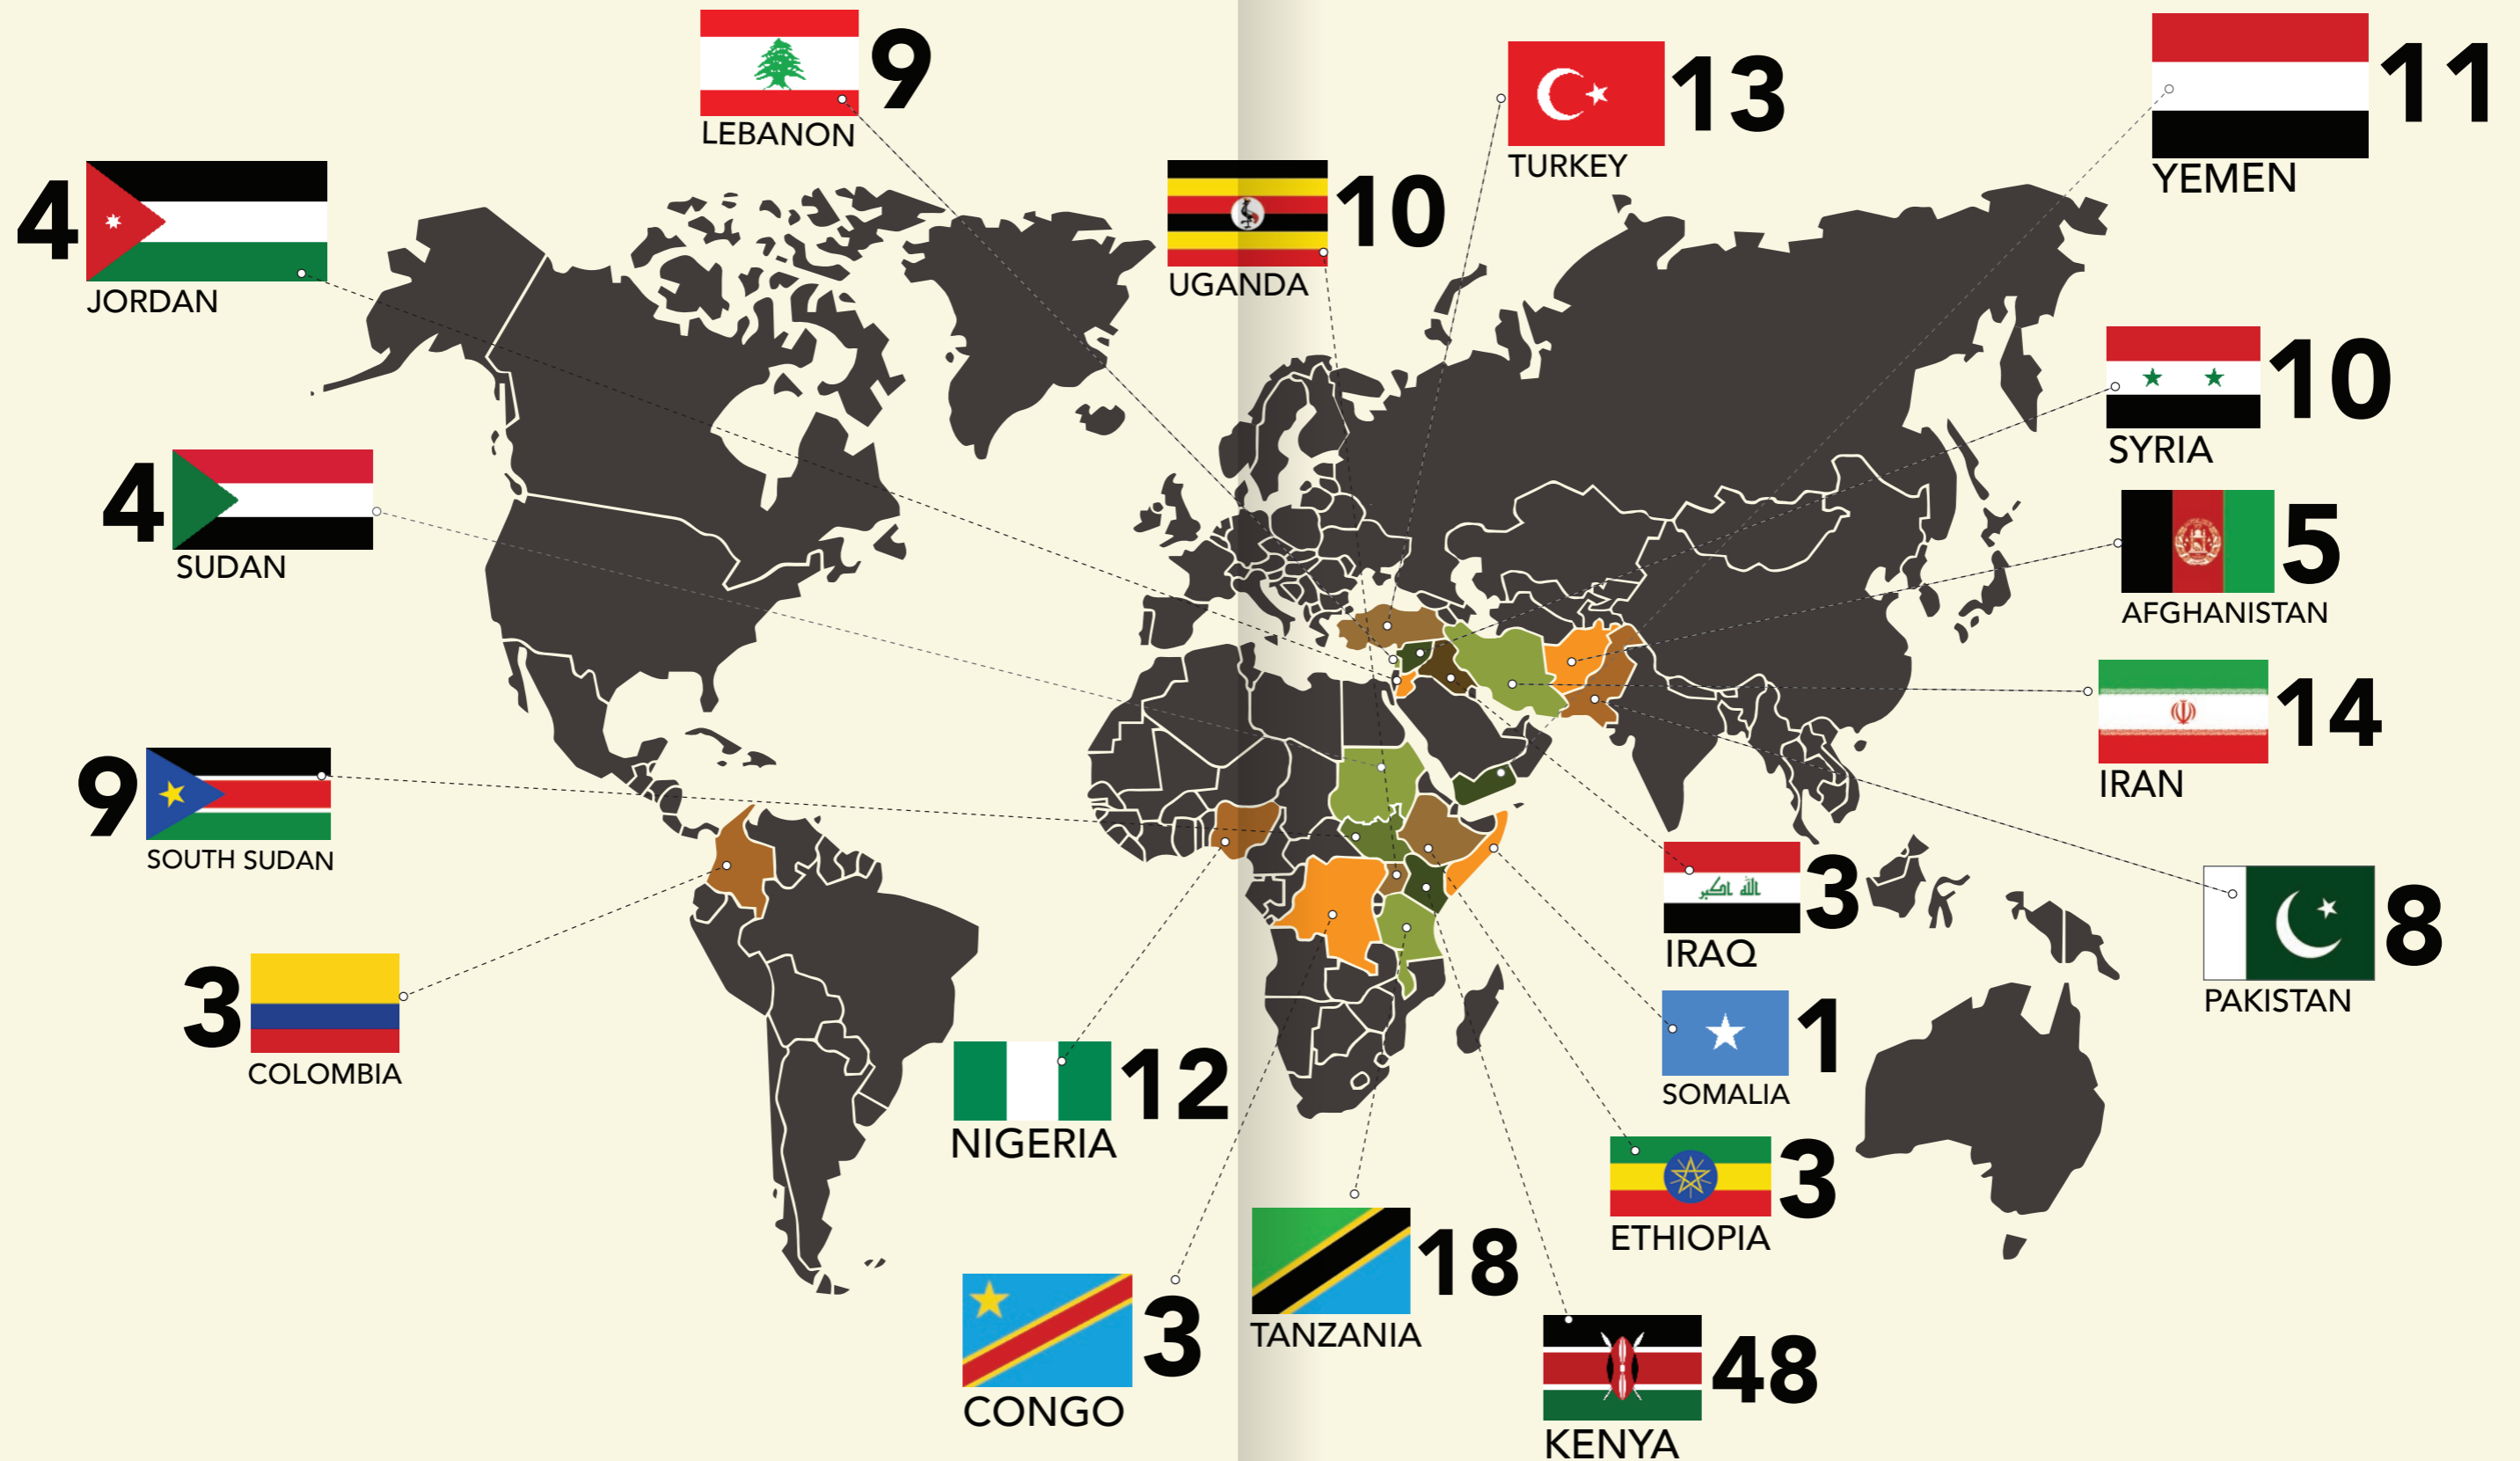 9
LEBANON
13
TURKEY
11
YEMEN
4
JORDAN
10
UGANDA
10
SYRIA
4
SUDAN
5
AFGHANISTAN
14
IRAN
9
SOUTH SUDAN
3
الله اكبر
IRAQ
8
PAKISTAN
3
COLOMBIA
1
SOMALIA
12
NIGERIA
3
ETHIOPIA
18
TANZANIA
3
CONGO
48
KENYA